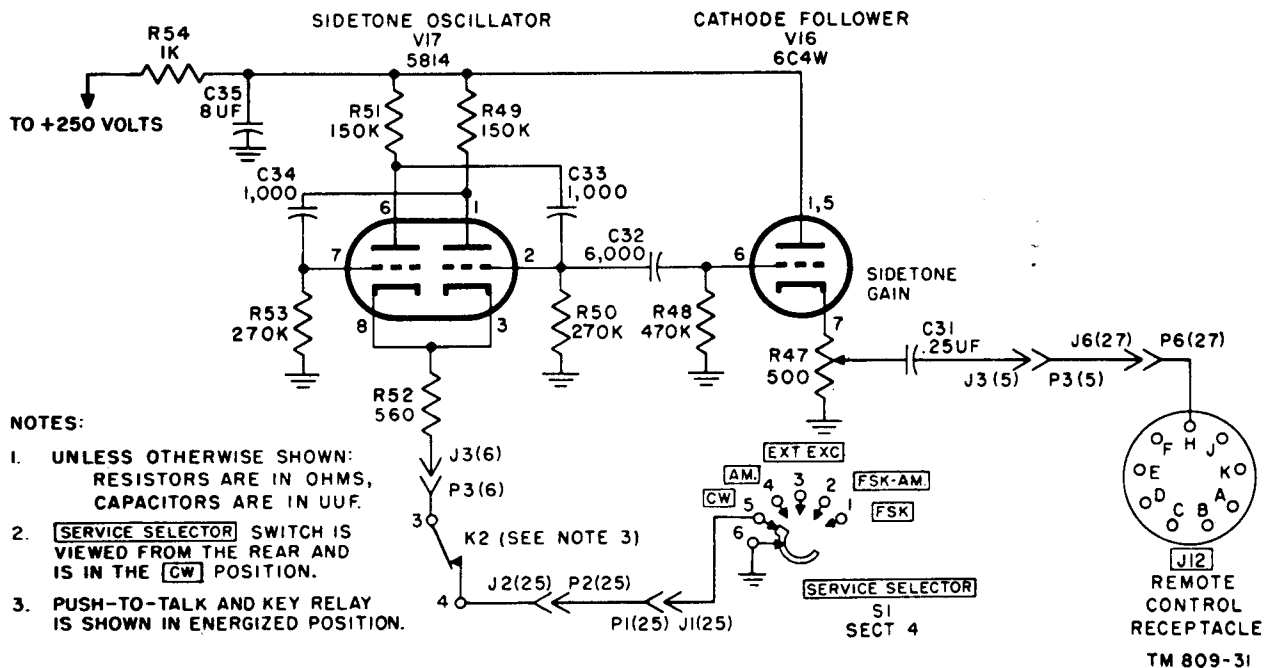 SIDETONE OSCILLATOR
V17
5814
CATHODE FOLLOWER
V16
6C4W
R54
1K
C35
8UF
TO +250 VOLTS
R51
150K
R49
150K
C34
1,000
C33
1,000
6
1
1,5
7
2
C32
6,000
6
SIDETONE
GAIN
R53
270K
8
3
R50
270K
R48
470K
7
R47
500
C31
.25UF
J3(5)
P3(5)
J6(27)
P6(27)
R52
560
J3(6)
P3(6)
3
K2 (SEE NOTE 3)
4
J2(25)
P2(25)
P1(25)
J1(25)
EXT EXC
AM.
4
3
2
FSK-AM.
CW
5
1
FSK
6
SERVICE SELECTOR
S1
SECT 4
H
F
J
E
K
D
A
C
B
J12
REMOTE
CONTROL
RECEPTACLE
NOTES:
1. UNLESS OTHERWISE SHOWN:
RESISTORS ARE IN OHMS,
CAPACITORS ARE IN UUF.
2. SERVICE SELECTOR SWITCH IS
VIEWED FROM THE REAR AND
IS IN THE CW POSITION.
3. PUSH-TO-TALK AND KEY RELAY
IS SHOWN IN ENERGIZED POSITION.
TM 809-31